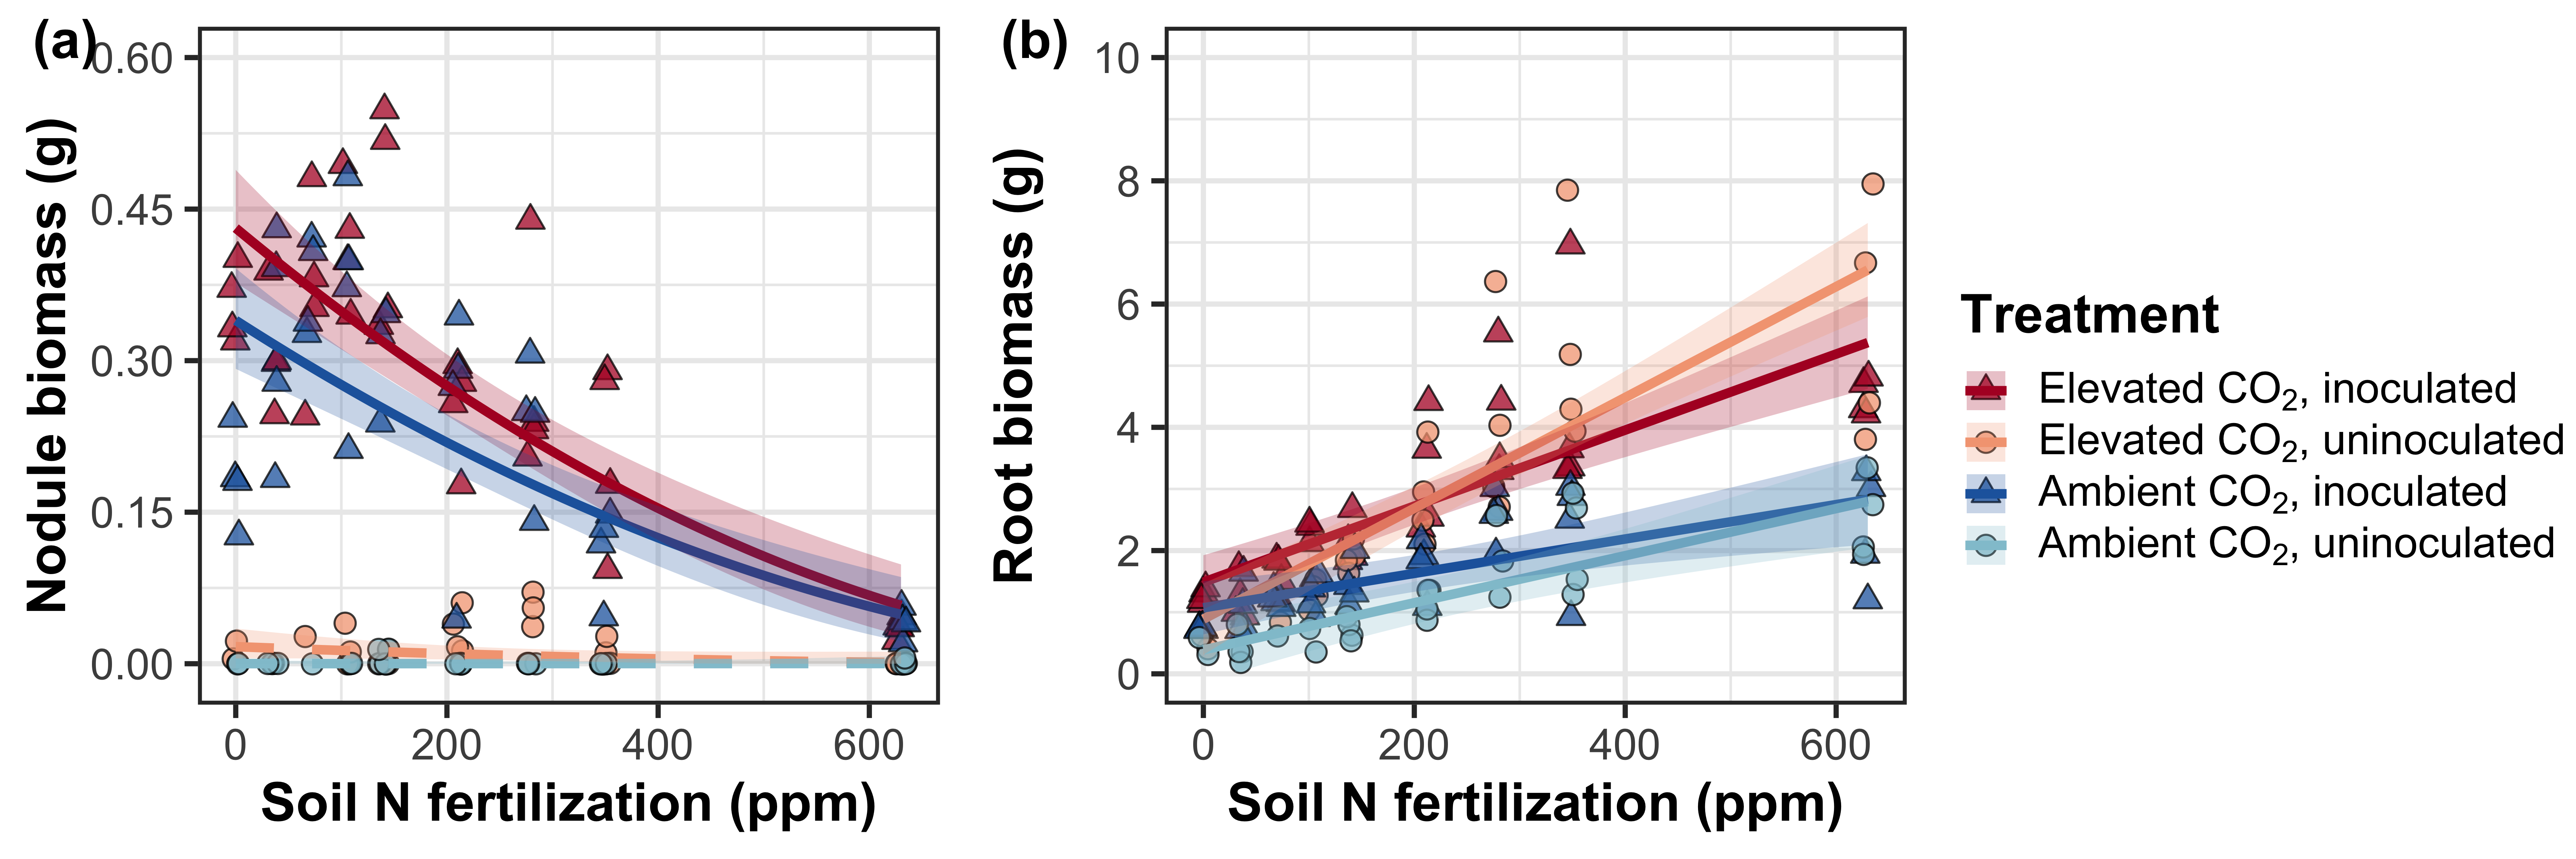 (a)
0.60
0.45
0.30
0.15
0.00
Nodule biomass (g)
0 200 400 600
Soil N fertilization (ppm)
(b)
10
8
6
4
2
0
Root biomass (g)
0 200 400 600
Soil N fertilization (ppm)
Treatment
Elevated CO₂, inoculated
Elevated CO₂, uninoculated
Ambient CO₂, inoculated
Ambient CO₂, uninoculated